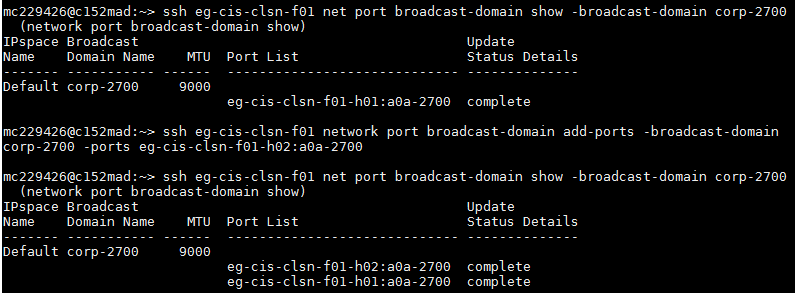 mc229426@c152mad:~> ssh eg-cis-clsn-f01 net port broadcast-domain show -broadcast-domain corp-2700
  (network port broadcast-domain show)
IPspace Broadcast                                         Update
Name    Domain Name    MTU  Port List                     Status Details
------- ----------- ------  ----------------------------- --------------
Default corp-2700     9000
                            eg-cis-clsn-f01-h01:a0a-2700  complete
mc229426@c152mad:~> ssh eg-cis-clsn-f01 network port broadcast-domain add-ports -broadcast-domain
corp-2700 -ports eg-cis-clsn-f01-h02:a0a-2700
mc229426@c152mad:~> ssh eg-cis-clsn-f01 net port broadcast-domain show -broadcast-domain corp-2700
  (network port broadcast-domain show)
IPspace Broadcast                                         Update
Name    Domain Name    MTU  Port List                     Status Details
------- ----------- ------  ----------------------------- --------------
Default corp-2700     9000
                            eg-cis-clsn-f01-h02:a0a-2700  complete
                            eg-cis-clsn-f01-h01:a0a-2700  complete